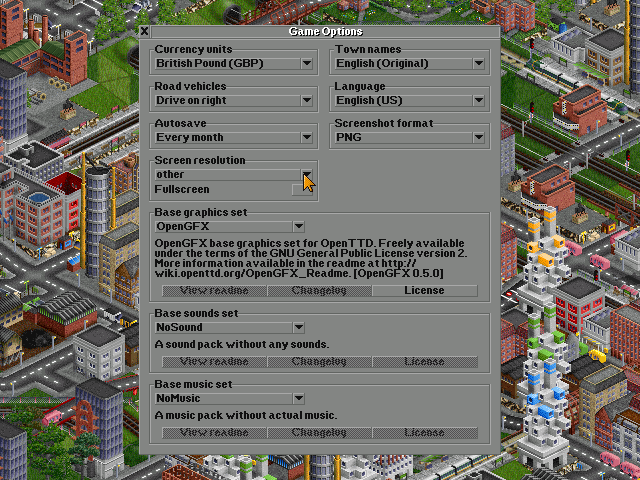 Game Options
Currency units
Town names
British Pound (GBP)
English (Original)
Road vehicles
Language
Drive on right
English (US)
Autosave
Screenshot format
Every month
PNG
Screen resolution
other
Fullscreen
Base graphics set
OpenGFX
OpenGFX base graphics set for OpenTTD. Freely available
under the terms of the GNU General Public License version 2.
More information available in the readme at http://
wiki.openttd.org/OpenGFX_Readme. [OpenGFX 0.5.0]
View readme Changelog License
Base sounds set
NoSound
A sound pack without any sounds.
View readme Changelog License
Base music set
NoMusic
A music pack without actual music.
View readme Changelog License